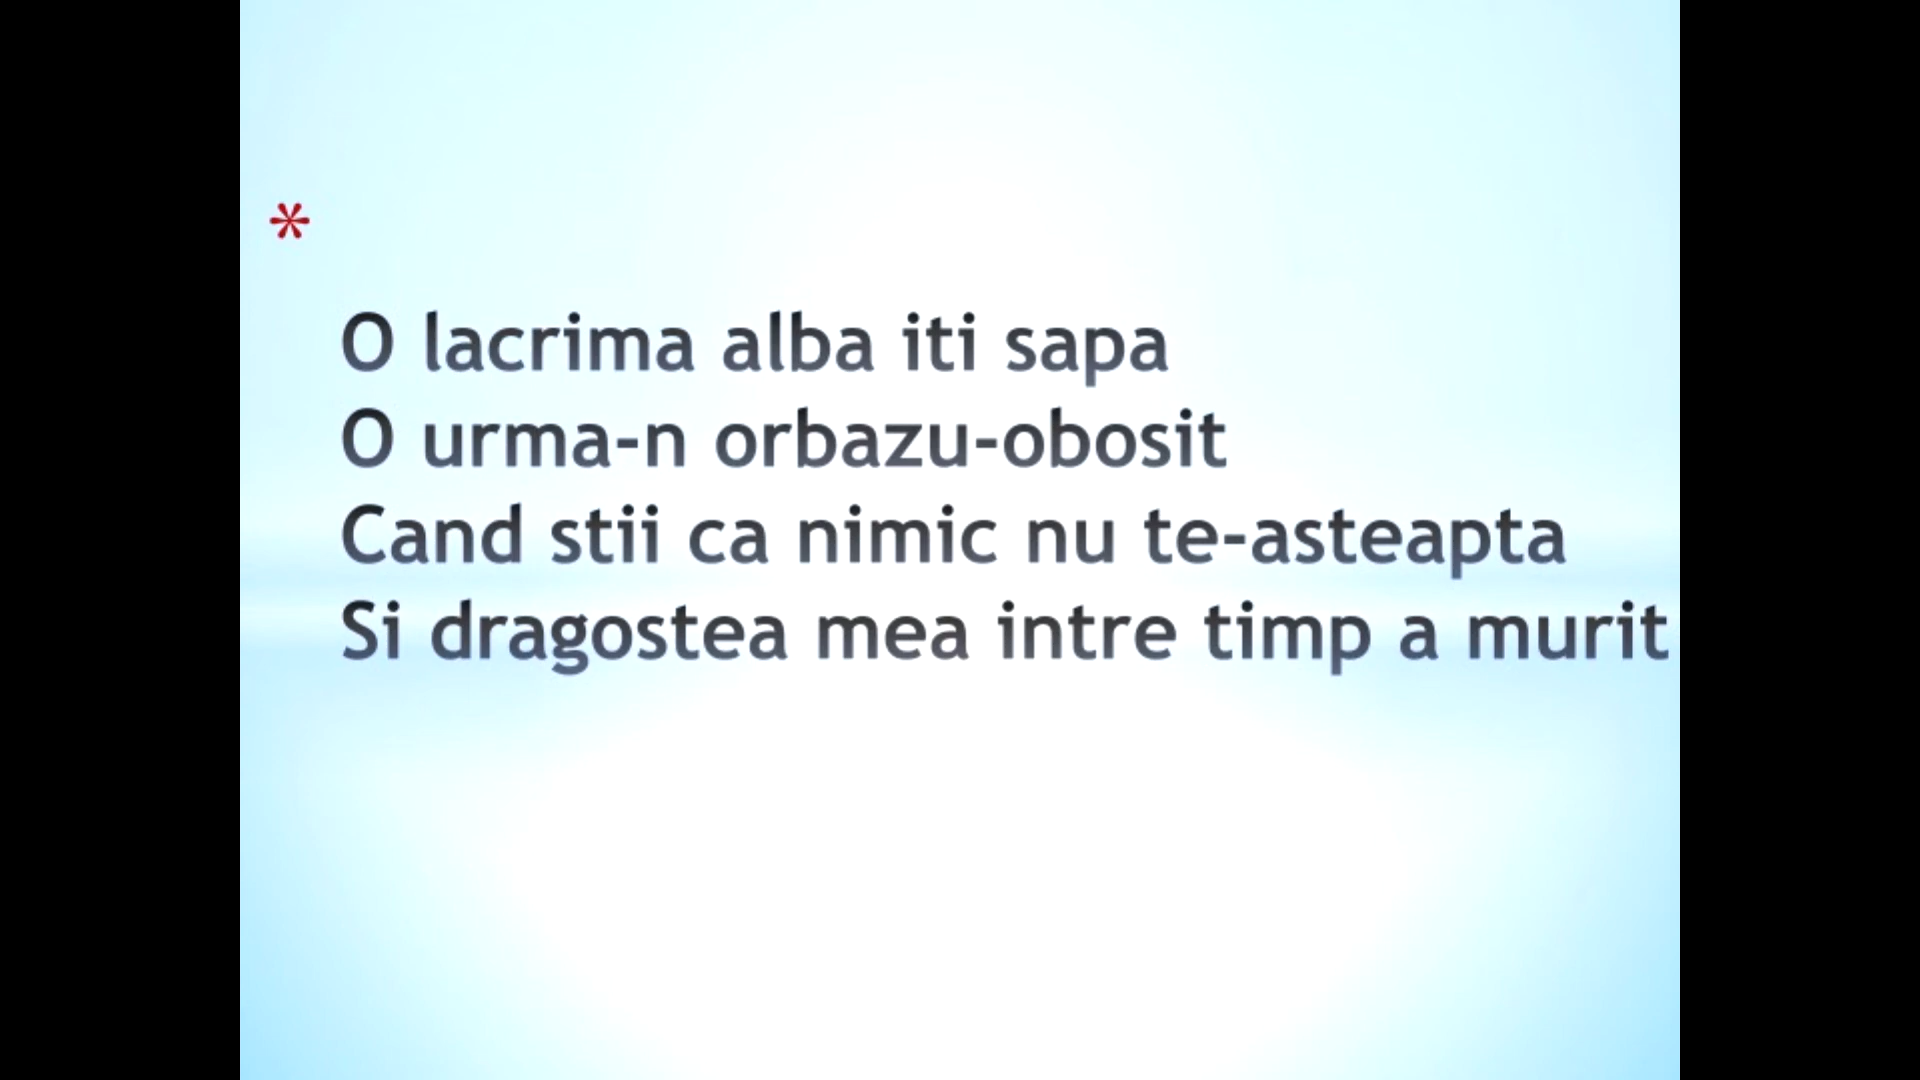 *
O lacrima alba iti sapa
O urma-n orbazu-obosit
Cand stii ca nimic nu te-asteapta
Si dragostea mea intre timp a murit